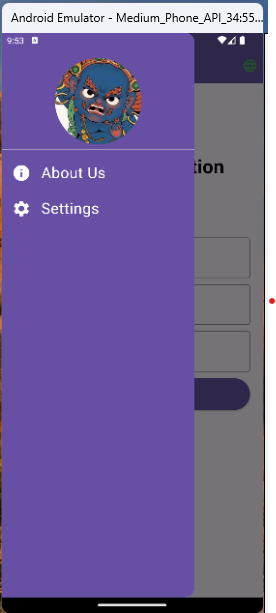 Android Emulator - Medium_Phone_API_34:55...
9:53
tion
About Us
Settings